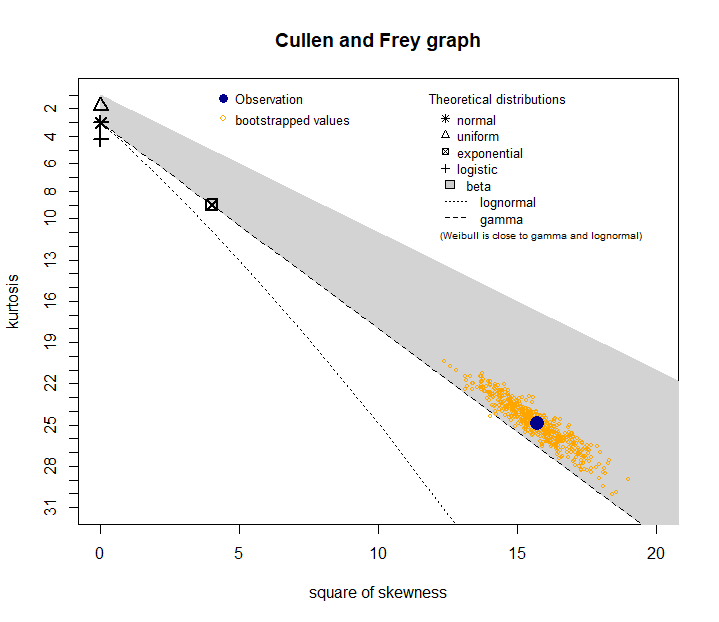 Cullen and Frey graph
Observation
bootstrapped values
Theoretical distributions
normal
uniform
exponential
logistic
beta
lognormal
gamma
(Weibull is close to gamma and lognormal)
kurtosis
2
4
6
8
10
13
16
19
22
25
28
31
0 5 10 15 20
square of skewness